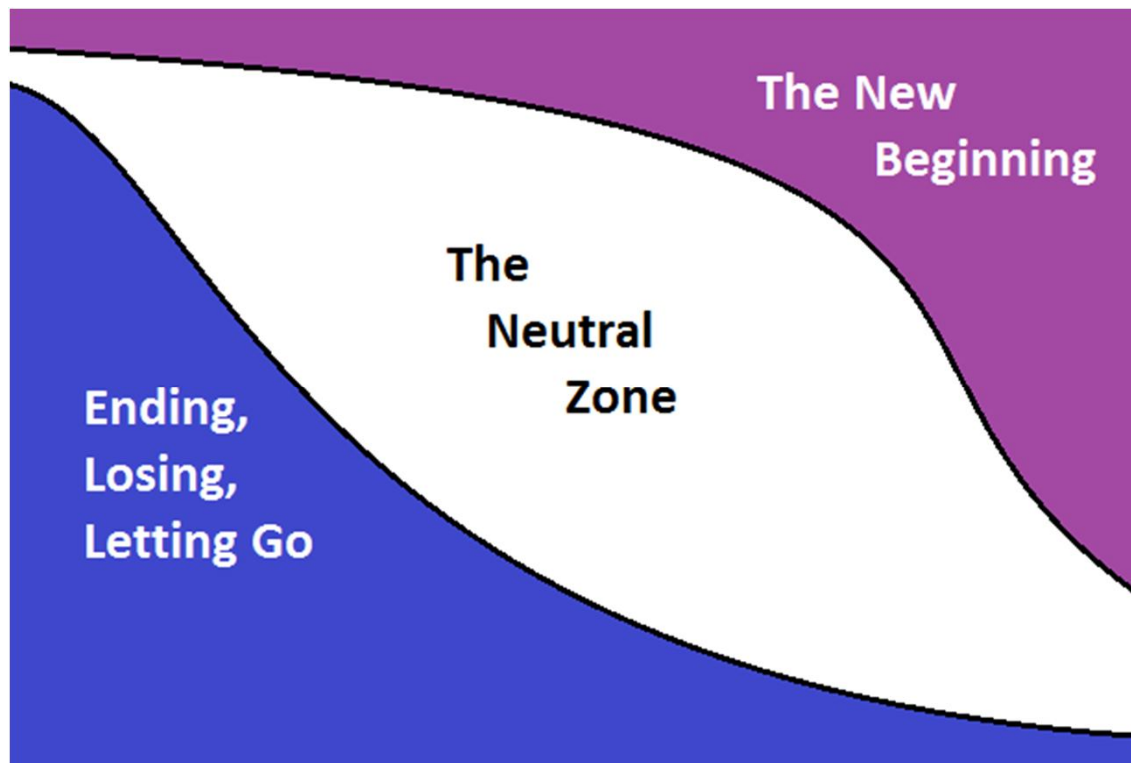 The New
Beginning
The
Neutral
Zone
Ending,
Losing,
Letting Go